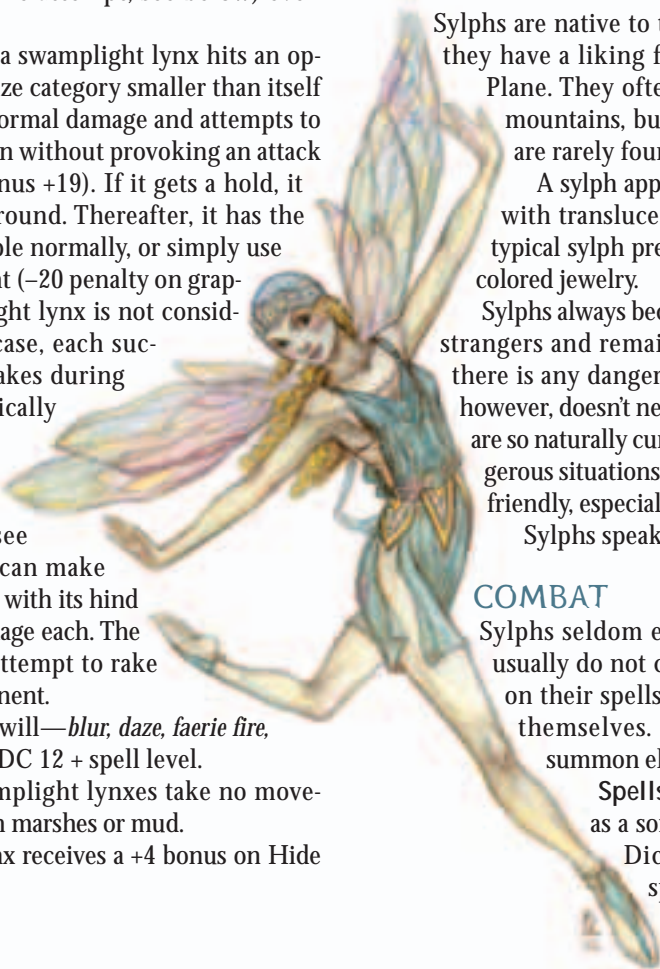 a swamplight lynx hits an op-
ze category smaller than itself
ormal damage and attempts to
n without provoking an attack
nus +19). If it gets a hold, it
round. Thereafter, it has the
ple normally, or simply use
t (–20 penalty on grap-
ght lynx is not consid-
case, each suc-
akes during
ically
see
can make
with its hind
age each. The
ttempt to rake
nent.
will—blur, daze, faerie fire,
DC 12 + spell level.
mplight lynxes take no move-
n marshes or mud.
nx receives a +4 bonus on Hide
Sylphs are native to
they have a liking f
Plane. They ofte
mountains, bu
are rarely foun
A sylph app
with transluce
typical sylph pre
colored jewelry.
Sylphs always bec
strangers and remai
there is any danger
however, doesn't ne
are so naturally cur
gerous situations
friendly, especial
Sylphs speak
COMBAT
Sylphs seldom e
usually do not c
on their spells
themselves.
summon el
Spells
as a sor
Dic
sp